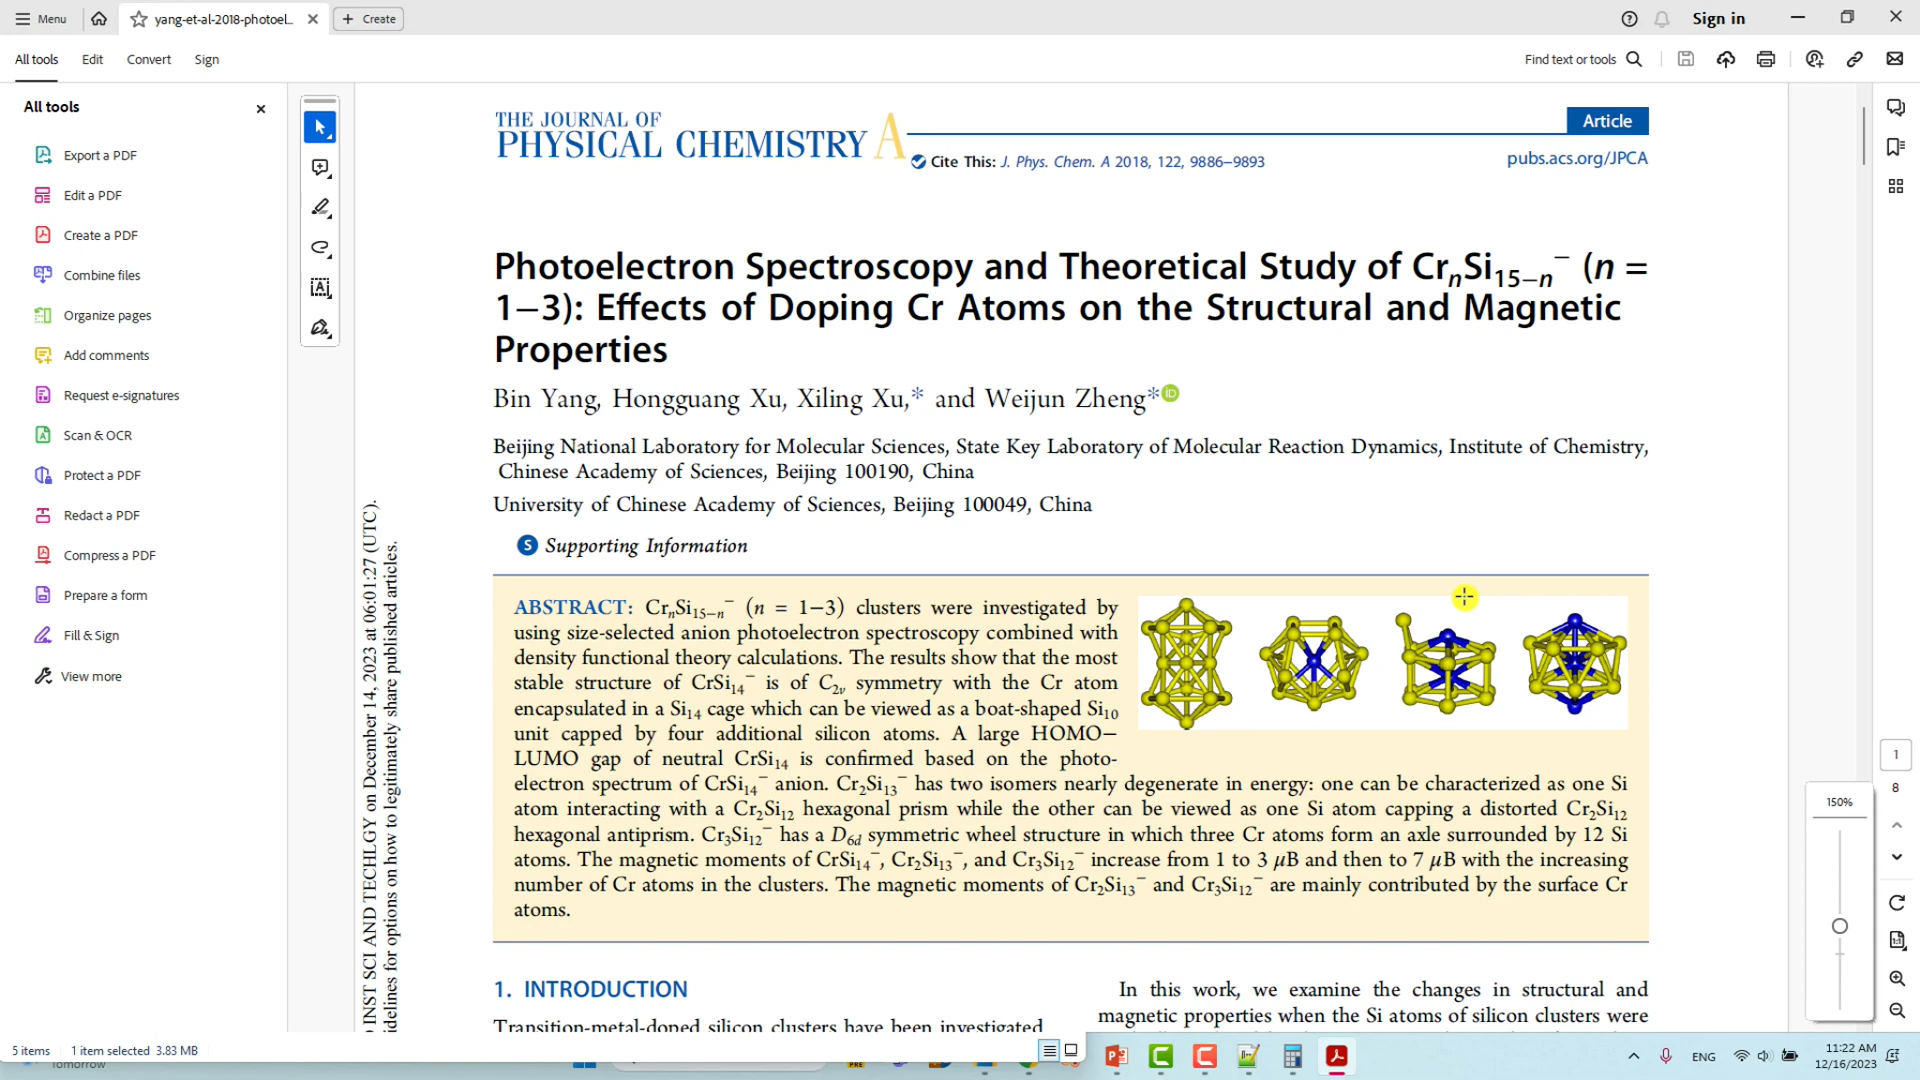 Menu
yang-et-al-2018-photoel...
Create
Sign in
All tools
Edit
Convert
Sign
Find text or tools
All tools
Export a PDF
Edit a PDF
Create a PDF
Combine files
Organize pages
Add comments
Request e-signatures
Scan & OCR
Protect a PDF
Redact a PDF
Compress a PDF
Prepare a form
Fill & Sign
View more
INST SCI AND TECHLGY on December 14, 2023 at 06:01:27 (UTC).
idelines for options on how to legitimately share published articles.
THE JOURNAL OF
PHYSICAL CHEMISTRY A
Article
Cite This: J. Phys. Chem. A 2018, 122, 9886−9893
pubs.acs.org/JPCA
Photoelectron Spectroscopy and Theoretical Study of CrₙSi₁₅₋ₙ⁻ (n =
1−3): Effects of Doping Cr Atoms on the Structural and Magnetic
Properties
Bin Yang, Hongguang Xu, Xiling Xu,* and Weijun Zheng*
Beijing National Laboratory for Molecular Sciences, State Key Laboratory of Molecular Reaction Dynamics, Institute of Chemistry,
Chinese Academy of Sciences, Beijing 100190, China
University of Chinese Academy of Sciences, Beijing 100049, China
S Supporting Information
ABSTRACT: CrₙSi₁₅₋ₙ⁻ (n = 1−3) clusters were investigated by
using size-selected anion photoelectron spectroscopy combined with
density functional theory calculations. The results show that the most
stable structure of CrSi₁₄⁻ is of C₂ᵥ symmetry with the Cr atom
encapsulated in a Si₁₄ cage which can be viewed as a boat-shaped Si₁₀
unit capped by four additional silicon atoms. A large HOMO−
LUMO gap of neutral CrSi₁₄ is confirmed based on the photo-
electron spectrum of CrSi₁₄⁻ anion. Cr₂Si₁₃⁻ has two isomers nearly degenerate in energy: one can be characterized as one Si
atom interacting with a Cr₂Si₁₂ hexagonal prism while the other can be viewed as one Si atom capping a distorted Cr₂Si₁₂
hexagonal antiprism. Cr₃Si₁₂⁻ has a D6d symmetric wheel structure in which three Cr atoms form an axle surrounded by 12 Si
atoms. The magnetic moments of CrSi₁₄⁻, Cr₂Si₁₃⁻, and Cr₃Si₁₂⁻ increase from 1 to 3 μB and then to 7 μB with the increasing
number of Cr atoms in the clusters. The magnetic moments of Cr₂Si₁₃⁻ and Cr₃Si₁₂⁻ are mainly contributed by the surface Cr
atoms.
1. INTRODUCTION
Transition-metal-doped silicon clusters have been investigated
In this work, we examine the changes in structural and
magnetic properties when the Si atoms of silicon clusters were
1
8
150%
5 items
1 item selected 3.83 MB
Tomorrow
PRE
ENG
11:22 AM
12/16/2023